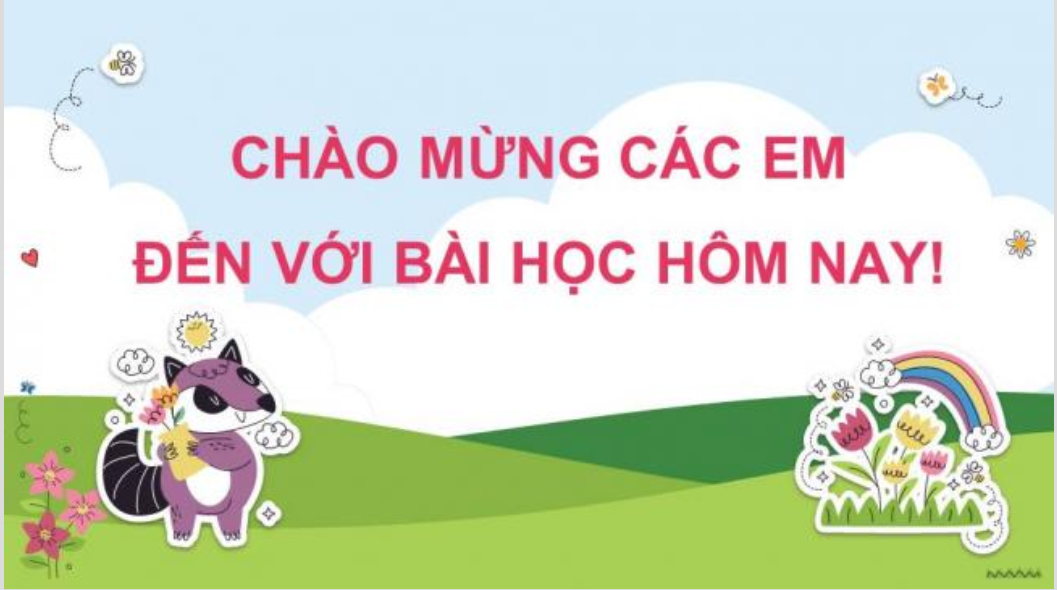 CHÀO MỪNG CÁC EM
ĐẾN VỚI BÀI HỌC HÔM NAY!